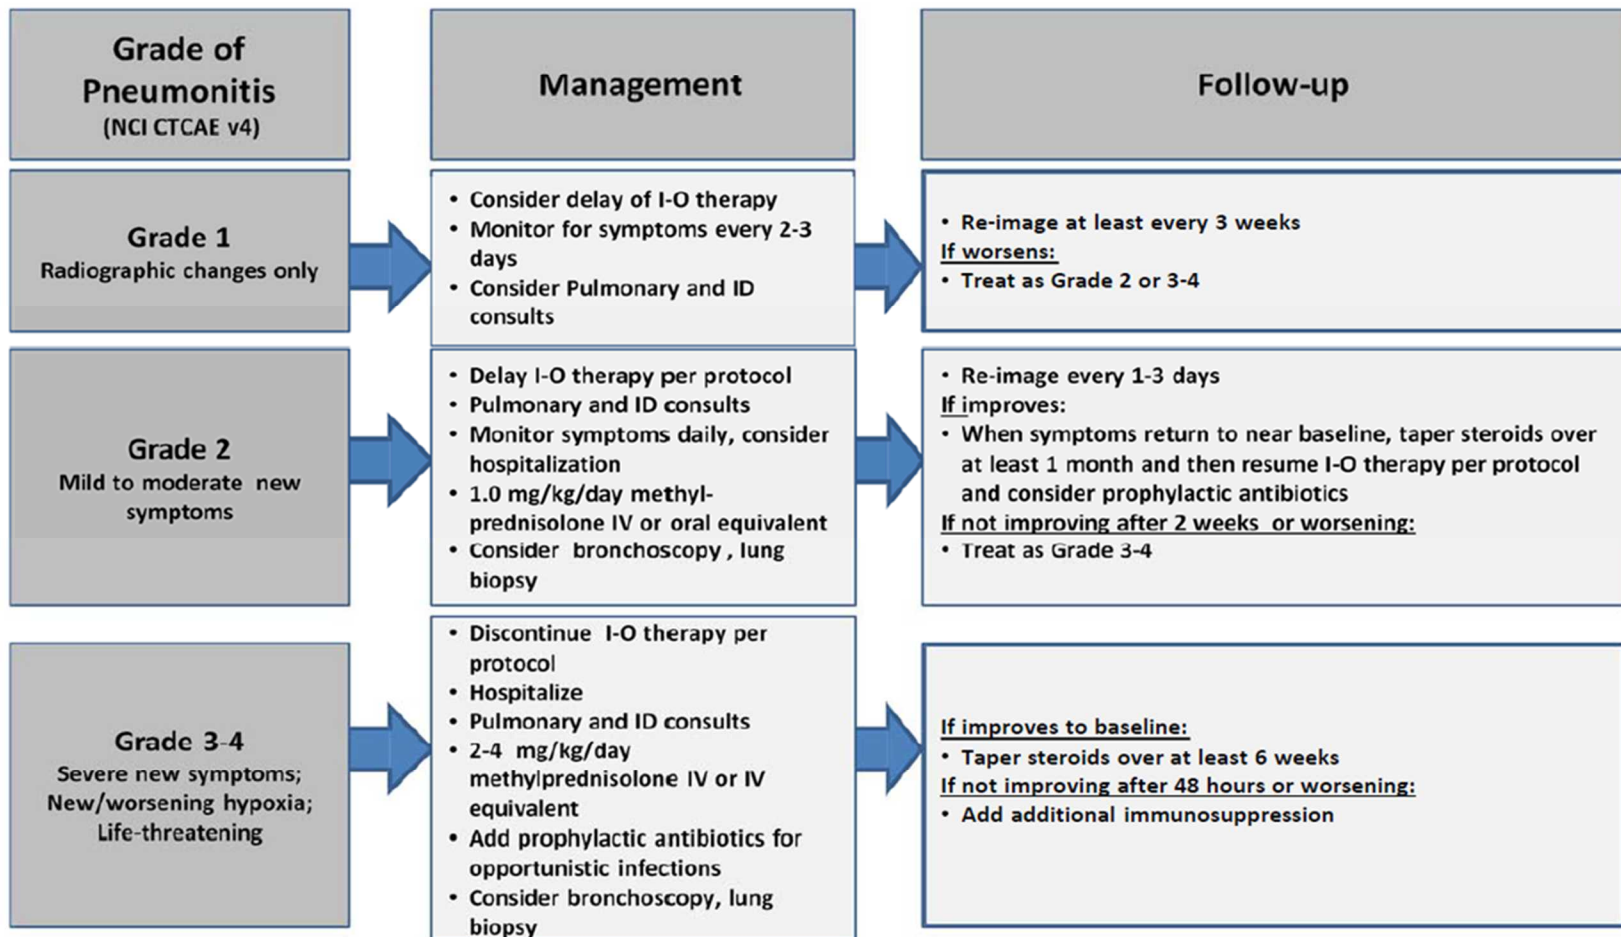 Grade of
Pneumonitis
(NCI CTCAE v4)
Management
Follow-up
Grade 1
Radiographic changes only
• Consider delay of I-O therapy
• Monitor for symptoms every 2-3
days
• Consider Pulmonary and ID
consults
• Re-image at least every 3 weeks
If worsens:
• Treat as Grade 2 or 3-4
Grade 2
Mild to moderate new
symptoms
• Delay I-O therapy per protocol
• Pulmonary and ID consults
• Monitor symptoms daily, consider
hospitalization
• 1.0 mg/kg/day methyl-
prednisolone IV or oral equivalent
• Consider bronchoscopy , lung
biopsy
• Re-image every 1-3 days
If improves:
• When symptoms return to near baseline, taper steroids over
at least 1 month and then resume I-O therapy per protocol
and consider prophylactic antibiotics
If not improving after 2 weeks or worsening:
• Treat as Grade 3-4
Grade 3-4
Severe new symptoms;
New/worsening hypoxia;
Life-threatening
• Discontinue I-O therapy per
protocol
• Hospitalize
• Pulmonary and ID consults
• 2-4 mg/kg/day
methylprednisolone IV or IV
equivalent
• Add prophylactic antibiotics for
opportunistic infections
• Consider bronchoscopy, lung
biopsy
If improves to baseline:
• Taper steroids over at least 6 weeks
If not improving after 48 hours or worsening:
• Add additional immunosuppression